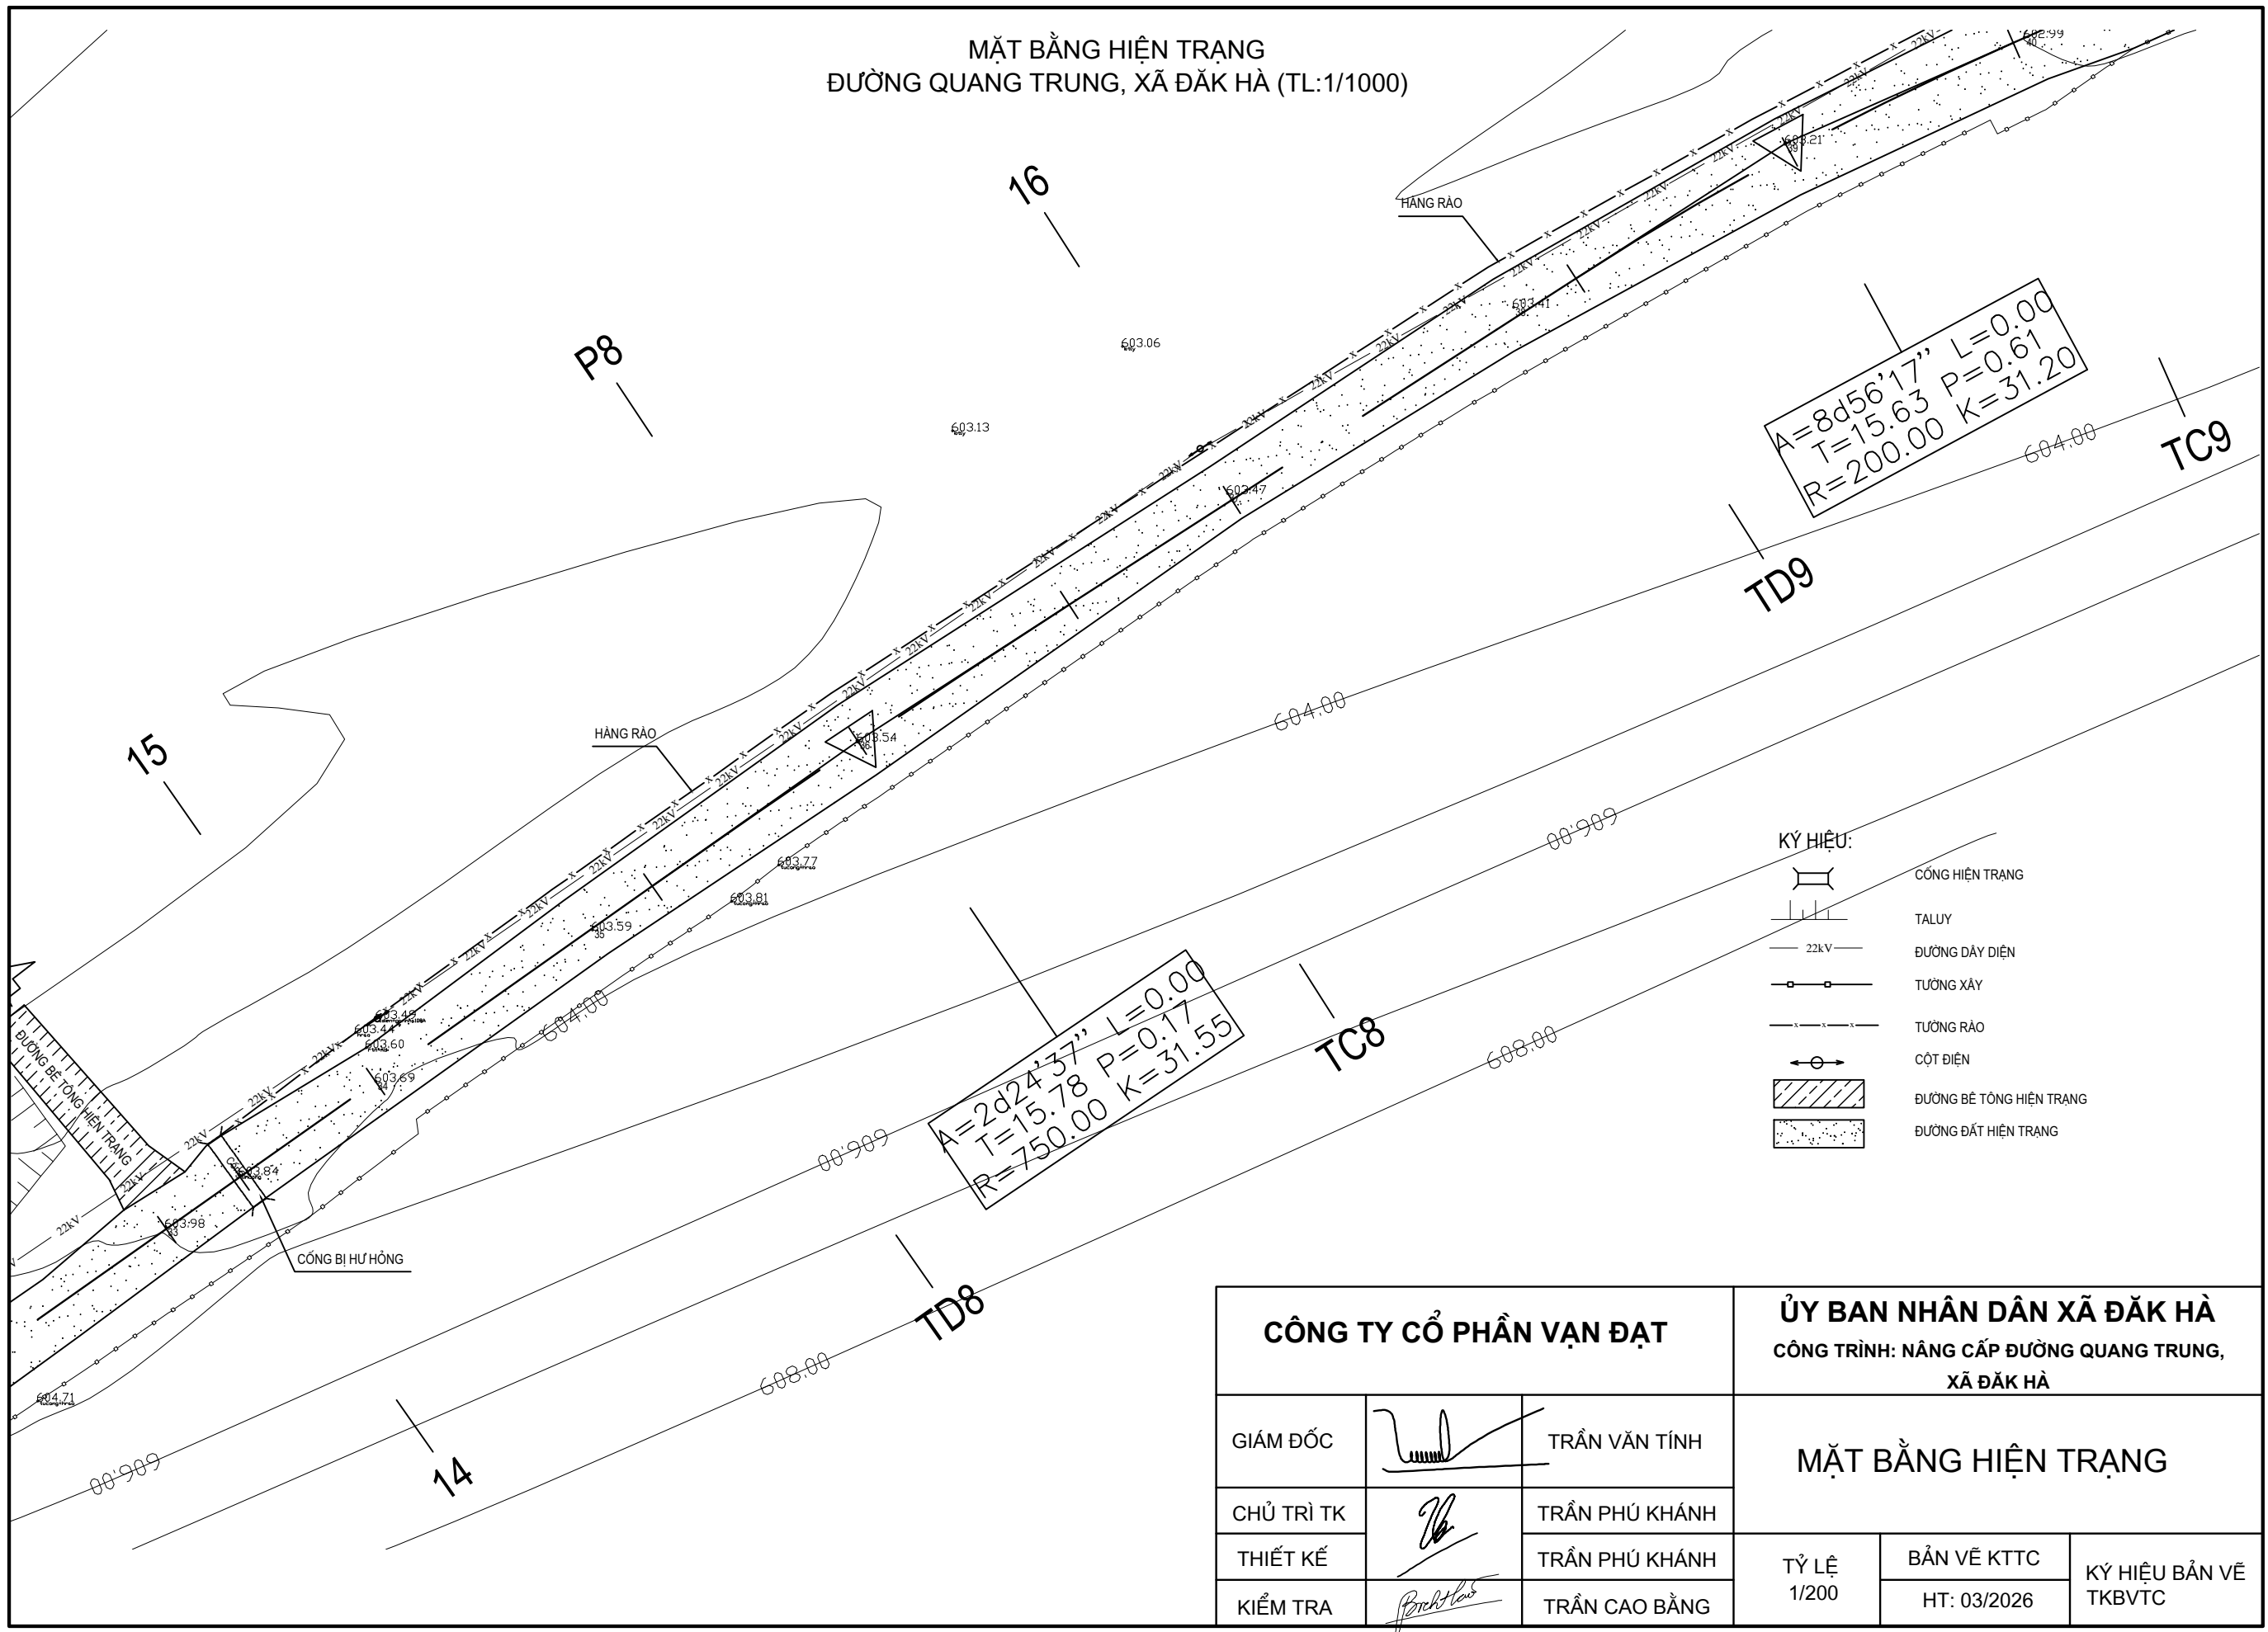 MẶT BẰNG HIỆN TRẠNG
ĐƯỜNG QUANG TRUNG, XÃ ĐĂK HÀ (TL:1/1000)
602.99
40
603.21
39
16
HÀNG RÀO
603.41
38
P8
603.06
603.13
A=8d56'17'' L=0.00
T=15.63 P=0.61
R=200.00 K=31.20
604.00
TC9
603.47
TD9
604.00
15
HÀNG RÀO
603.54
36
606.00
603.77
603.81
603.59
35
KÝ HIỆU:
CỐNG HIỆN TRẠNG
TALUY
22kV
ĐƯỜNG DÂY DIỆN
TƯỜNG XÂY
TƯỜNG RÀO
CỘT ĐIỆN
ĐƯỜNG BÊ TÔNG HIỆN TRẠNG
ĐƯỜNG ĐẤT HIỆN TRẠNG
603.49
603.44
603.60
603.69
34
604.00
ĐƯỜNG BÊ TÔNG HIỆN TRẠNG
A=2d24'37'' L=0.00
T=15.78 P=0.17
R=750.00 K=31.55
TC8
608.00
606.00
603.84
603.98
33
CỐNG BỊ HƯ HỎNG
TD8
608.00
604.71
606.00
14
CÔNG TY CỔ PHẦN VẠN ĐẠT
ỦY BAN NHÂN DÂN XÃ ĐĂK HÀ
CÔNG TRÌNH: NÂNG CẤP ĐƯỜNG QUANG TRUNG,
XÃ ĐĂK HÀ
GIÁM ĐỐC
TRẦN VĂN TÍNH
MẶT BẰNG HIỆN TRẠNG
CHỦ TRÌ TK
TRẦN PHÚ KHÁNH
THIẾT KẾ
TRẦN PHÚ KHÁNH
KIỂM TRA
TRẦN CAO BẰNG
TỶ LỆ
1/200
BẢN VẼ KTTC
HT: 03/2026
KÝ HIỆU BẢN VẼ
TKBVTC